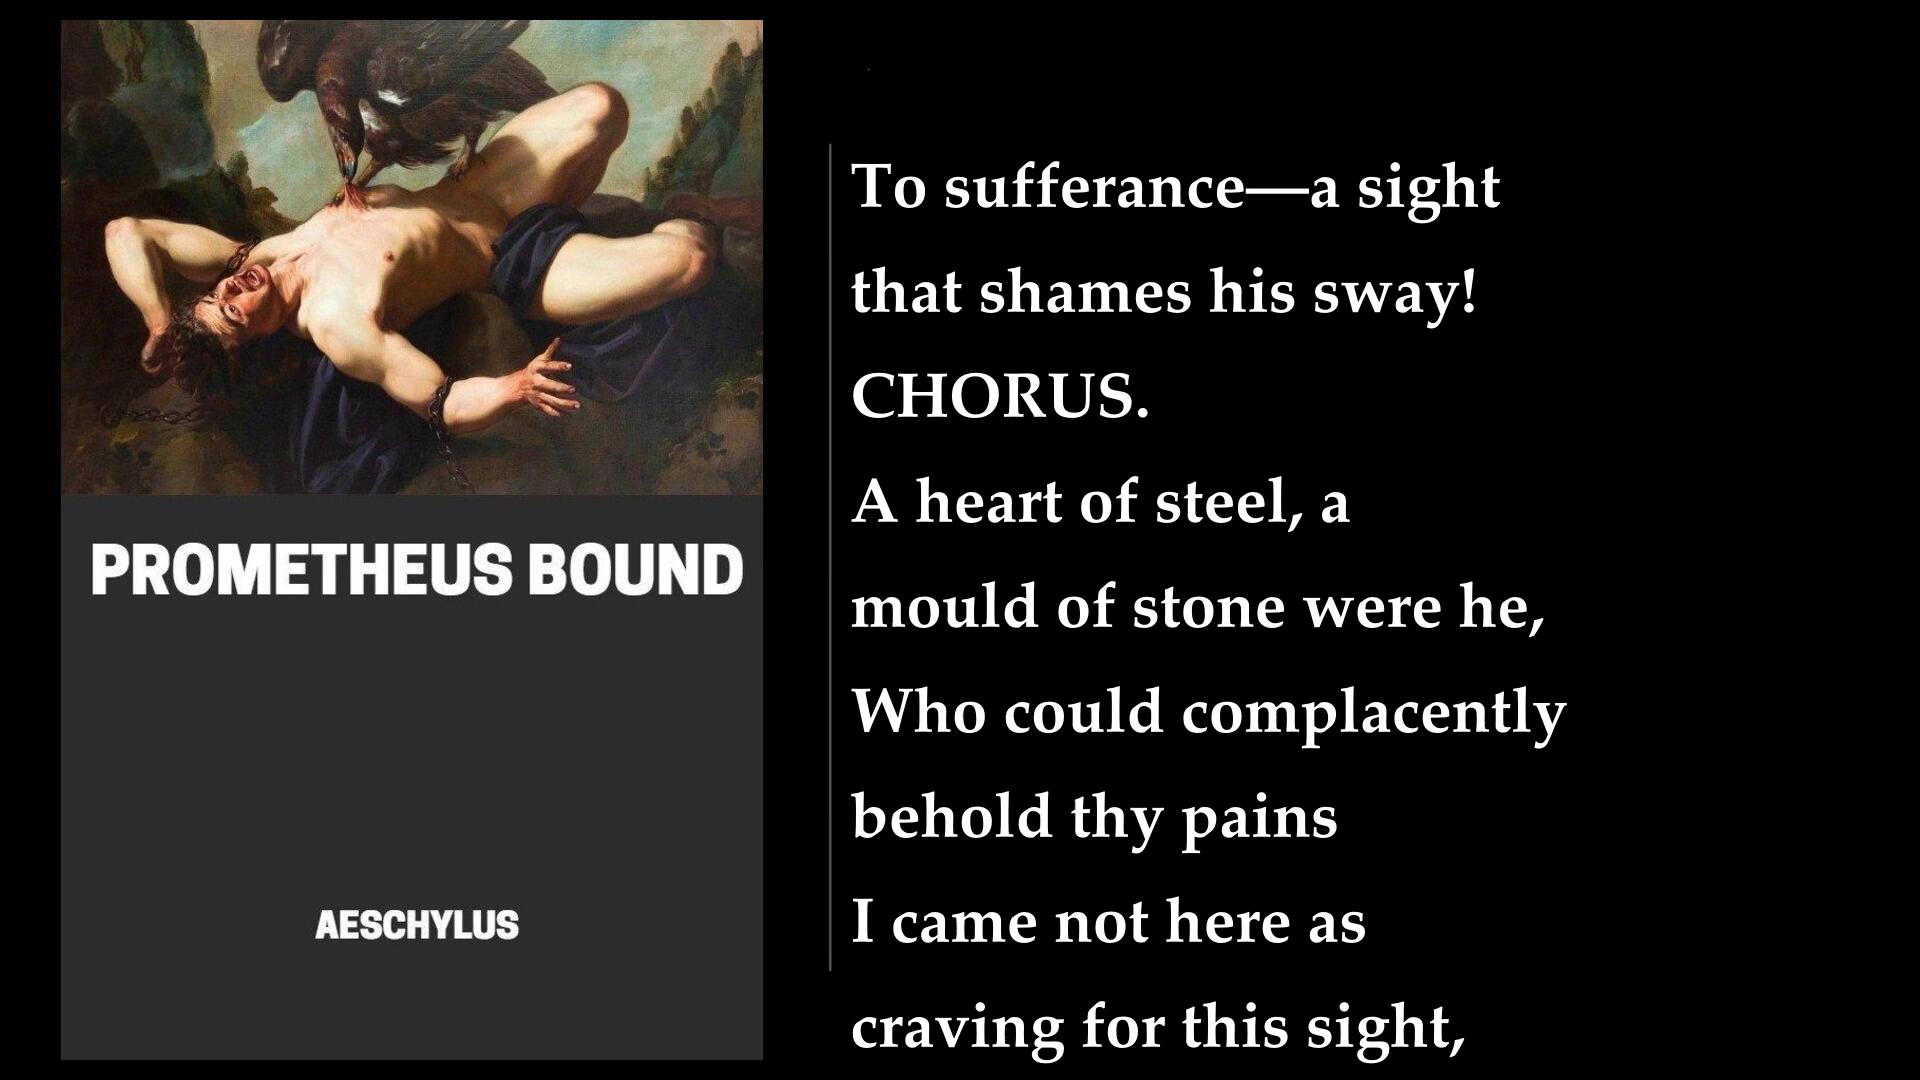 PROMETHEUS BOUND
AESCHYLUS
To sufferance—a sight
that shames his sway!
CHORUS.
A heart of steel, a
mould of stone were he,
Who could complacently
behold thy pains
I came not here as
craving for this sight,